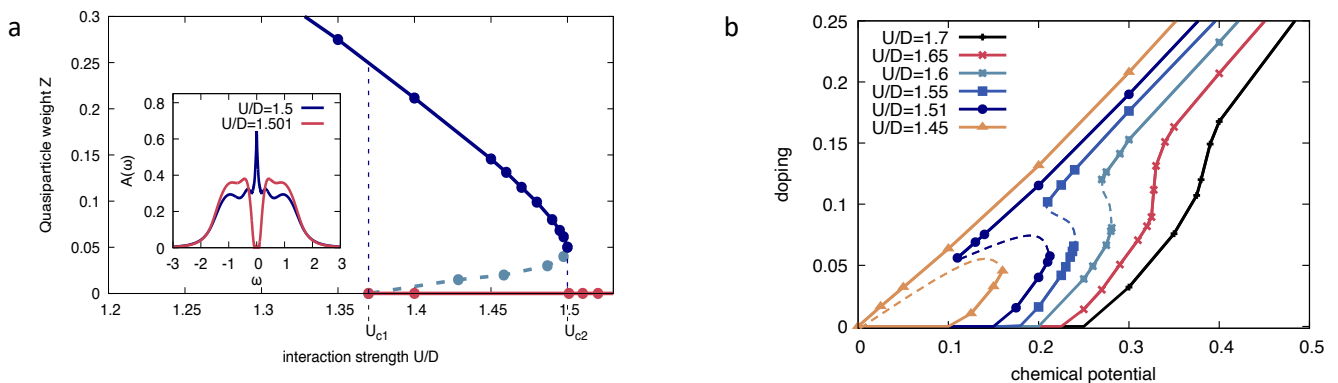 a
Quasiparticle weight Z
0.3
0.25
0.2
0.15
0.1
0.05
0
1.2
1.25
1.3
1.35
1.4
1.45
1.5
U_c1
U_c2
interaction strength U/D
A(ω)
0.8
0.6
0.4
0.2
0
-3 -2 -1 0 1 2 3
ω
U/D=1.5
U/D=1.501
b
doping
0.25
0.2
0.15
0.1
0.05
0
0 0.1 0.2 0.3 0.4 0.5
chemical potential
U/D=1.7
U/D=1.65
U/D=1.6
U/D=1.55
U/D=1.51
U/D=1.45